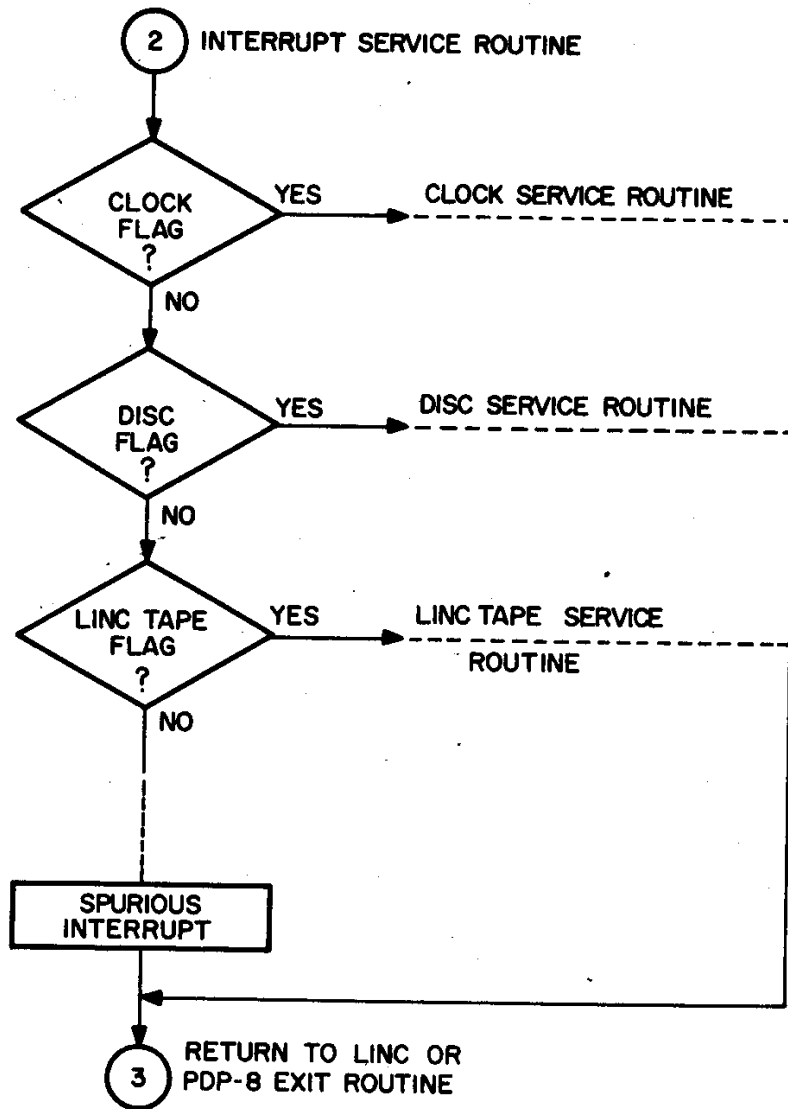 2 INTERRUPT SERVICE ROUTINE
CLOCK
FLAG
?
YES
CLOCK SERVICE ROUTINE
NO
DISC
FLAG
?
YES
DISC SERVICE ROUTINE
NO
LINC TAPE
FLAG
?
YES
LINC TAPE SERVICE
ROUTINE
NO
SPURIOUS
INTERRUPT
3
RETURN TO LINC OR
PDP-8 EXIT ROUTINE